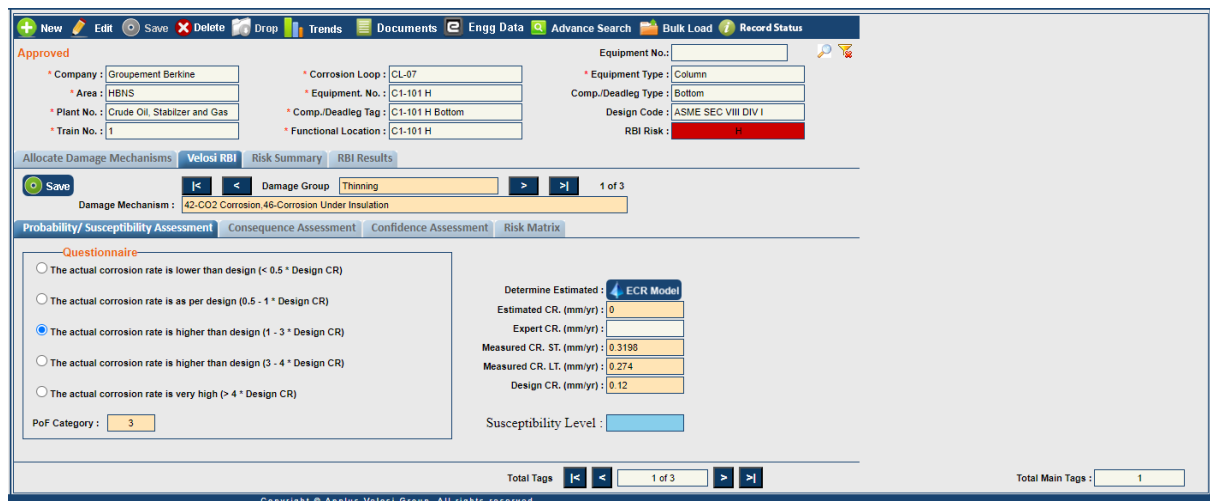 New Edit Save Delete Drop Trends Documents Engg Data Advance Search Bulk Load Record Status
Approved Equipment No.:
* Company : Groupement Berkine * Corrosion Loop : CL-07 * Equipment Type : Column
* Area : HBNS * Equipment. No. : C1-101 H Comp./Deadleg Type : Bottom
* Plant No. : Crude Oil, Stabilzer and Gas * Comp./Deadleg Tag : C1-101 H Bottom Design Code : ASME SEC VIII DIV I
* Train No. : 1 * Functional Location : C1-101 H RBI Risk : H
Allocate Damage Mechanisms Velosi RBI Risk Summary RBI Results
Save |< < Damage Group Thinning > >| 1 of 3
Damage Mechanism : 42-CO2 Corrosion,46-Corrosion Under Insulation
Probability/ Susceptibility Assessment Consequence Assessment Confidence Assessment Risk Matrix
Questionnaire
The actual corrosion rate is lower than design (< 0.5 * Design CR)
Determine Estimated : ECR Model
The actual corrosion rate is as per design (0.5 - 1 * Design CR)
Estimated CR. (mm/yr) : 0
The actual corrosion rate is higher than design (1 - 3 * Design CR) Expert CR. (mm/yr) :
Measured CR. ST. (mm/yr) : 0.3198
The actual corrosion rate is higher than design (3 - 4 * Design CR) Measured CR. LT. (mm/yr) : 0.274
Design CR. (mm/yr) : 0.12
The actual corrosion rate is very high (> 4 * Design CR)
PoF Category : 3 Susceptibility Level :
Total Tags |< < 1 of 3 > >| Total Main Tags : 1
Copyright © Applus Velosi Group. All rights reserved